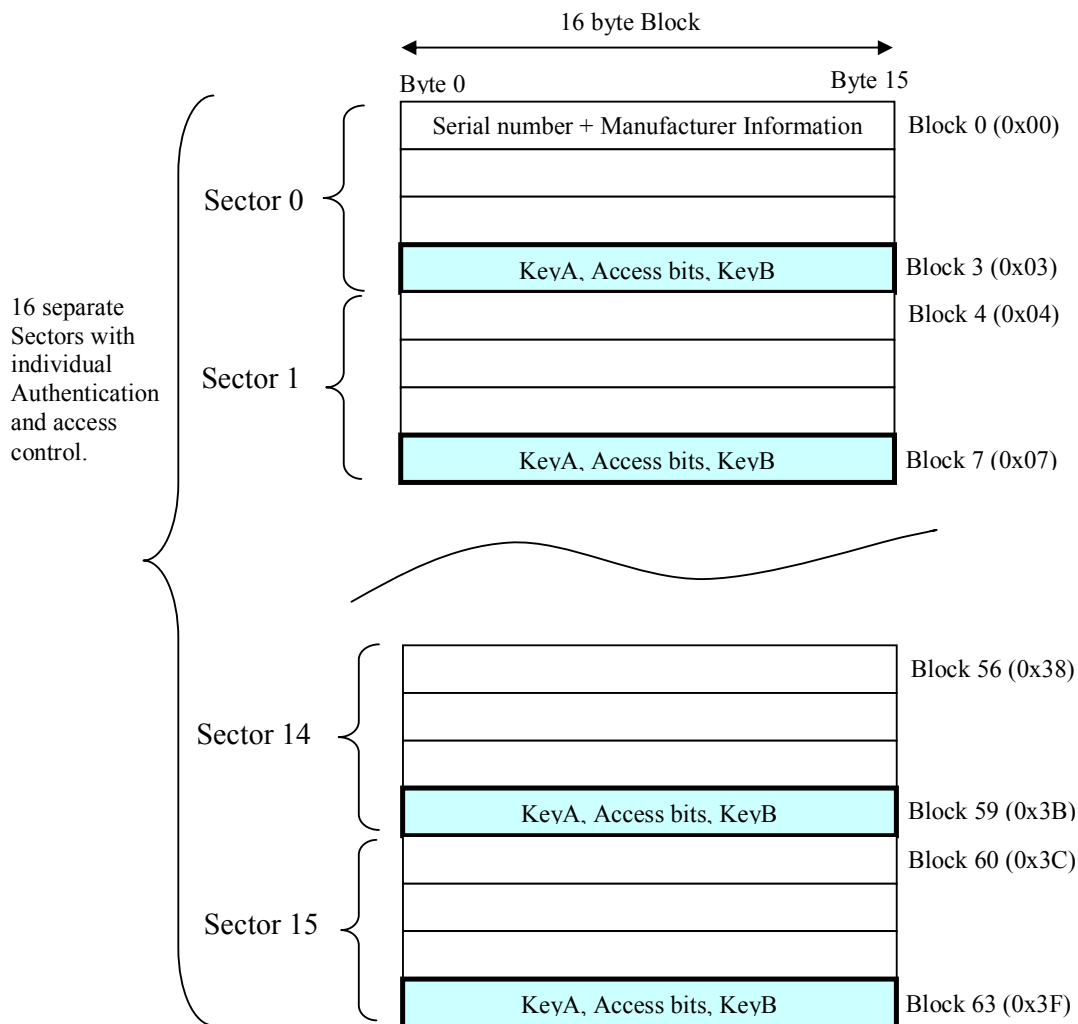 16 byte Block
Byte 0
Byte 15
Serial number + Manufacturer Information
Block 0 (0x00)
Sector 0
KeyA, Access bits, KeyB
Block 3 (0x03)
16 separate
Sectors with
individual
Authentication
and access
control.
Block 4 (0x04)
Sector 1
KeyA, Access bits, KeyB
Block 7 (0x07)
Block 56 (0x38)
Sector 14
KeyA, Access bits, KeyB
Block 59 (0x3B)
Block 60 (0x3C)
Sector 15
KeyA, Access bits, KeyB
Block 63 (0x3F)